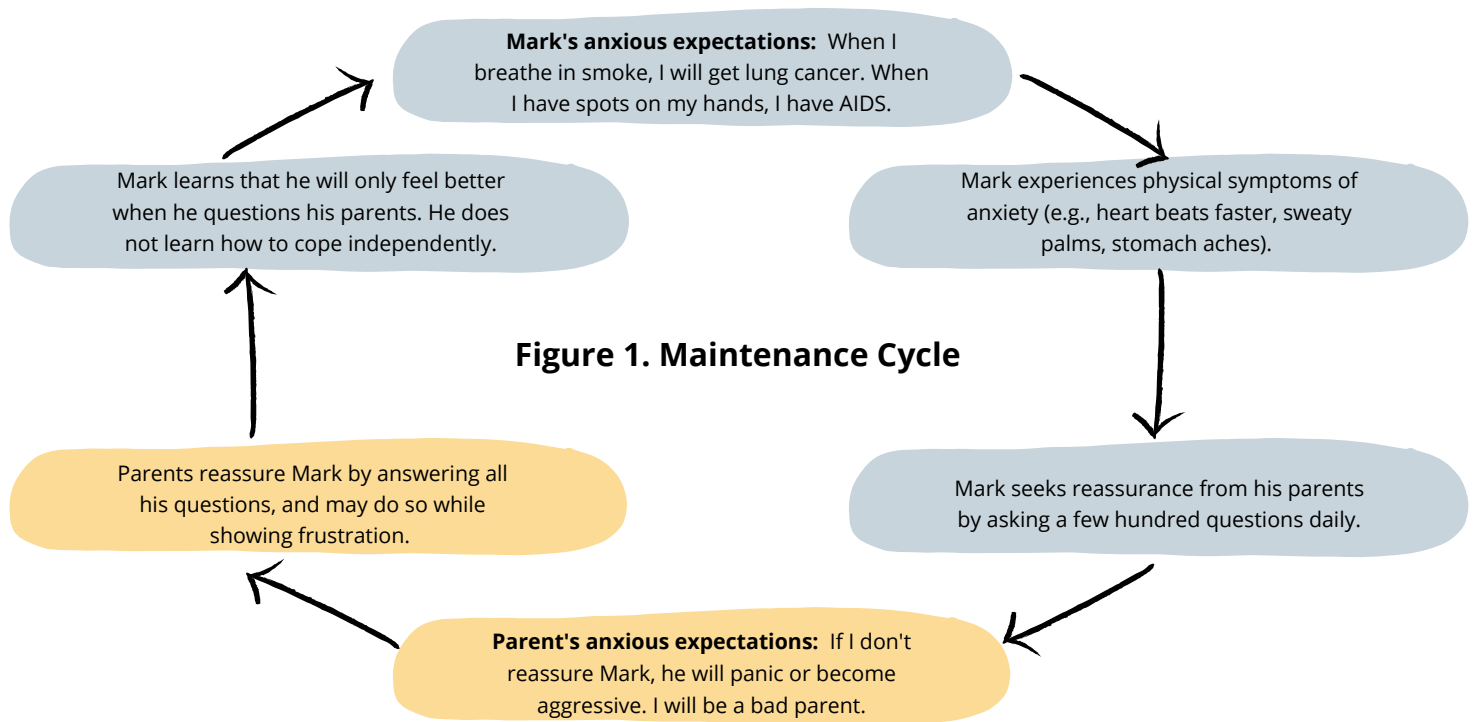 Mark's anxious expectations: When I
breathe in smoke, I will get lung cancer. When
I have spots on my hands, I have AIDS.
Mark experiences physical symptoms of
anxiety (e.g., heart beats faster, sweaty
palms, stomach aches).
Mark seeks reassurance from his parents
by asking a few hundred questions daily.
Parent's anxious expectations: If I don't
reassure Mark, he will panic or become
aggressive. I will be a bad parent.
Parents reassure Mark by answering all
his questions, and may do so while
showing frustration.
Mark learns that he will only feel better
when he questions his parents. He does
not learn how to cope independently.
Figure 1. Maintenance Cycle